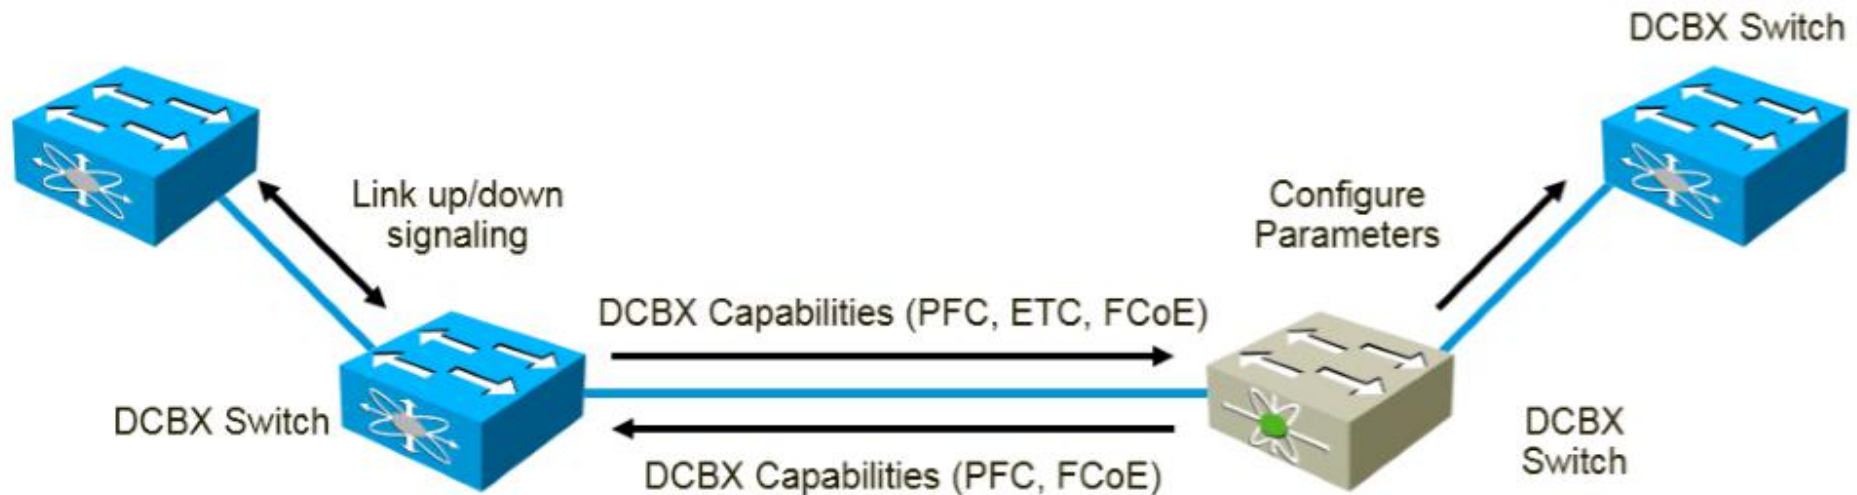 DCBX Switch
Link up/down
signaling
Configure
Parameters
DCBX Capabilities (PFC, ETC, FCoE)
DCBX Switch
DCBX
Switch
DCBX Capabilities (PFC, FCoE)